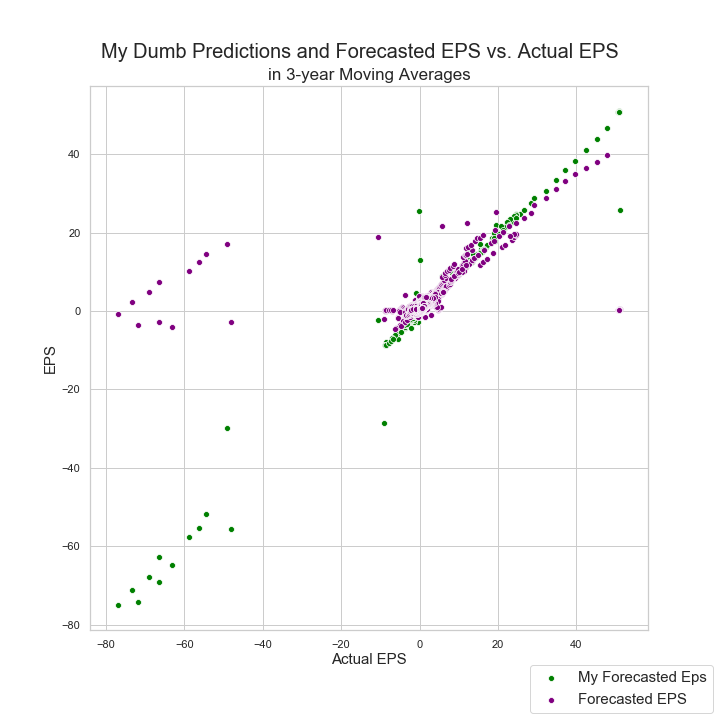 My Dumb Predictions and Forecasted EPS vs. Actual EPS
in 3-year Moving Averages
EPS
40
20
0
−20
−40
−60
−80
−80 −60 −40 −20 0 20 40
Actual EPS
My Forecasted Eps
Forecasted EPS